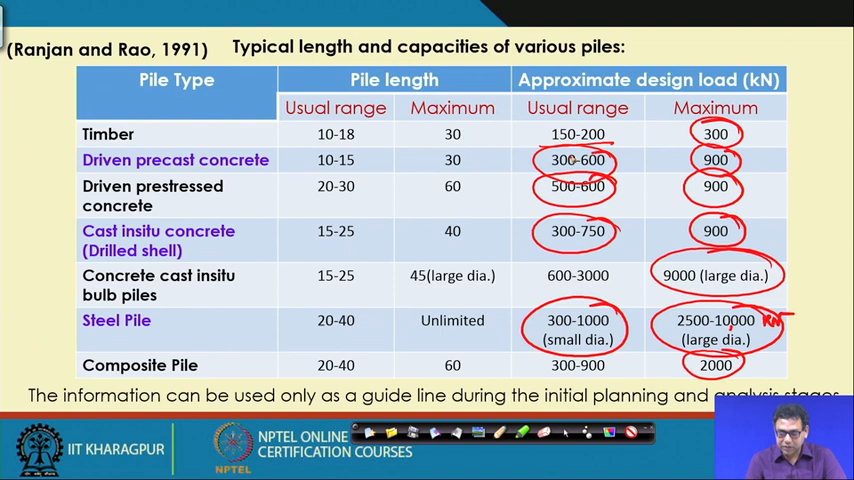 (Ranjan and Rao, 1991) Typical length and capacities of various piles:
Pile Type Pile length Approximate design load (kN)
Usual range Maximum Usual range Maximum
Timber 10-18 30 150-200 300
Driven precast concrete 10-15 30 300-600 900
Driven prestressed concrete 20-30 60 500-600 900
Cast insitu concrete (Drilled shell) 15-25 40 300-750 900
Concrete cast insitu bulb piles 15-25 45(large dia.) 600-3000 9000 (large dia.)
Steel Pile 20-40 Unlimited 300-1000 (small dia.) 2500-10000 (large dia.) kN
Composite Pile 20-40 60 300-900 2000
The information can be used only as a guide line during the initial planning and analysis stages
IIT KHARAGPUR
NPTEL
NPTEL ONLINE
CERTIFICATION COURSES